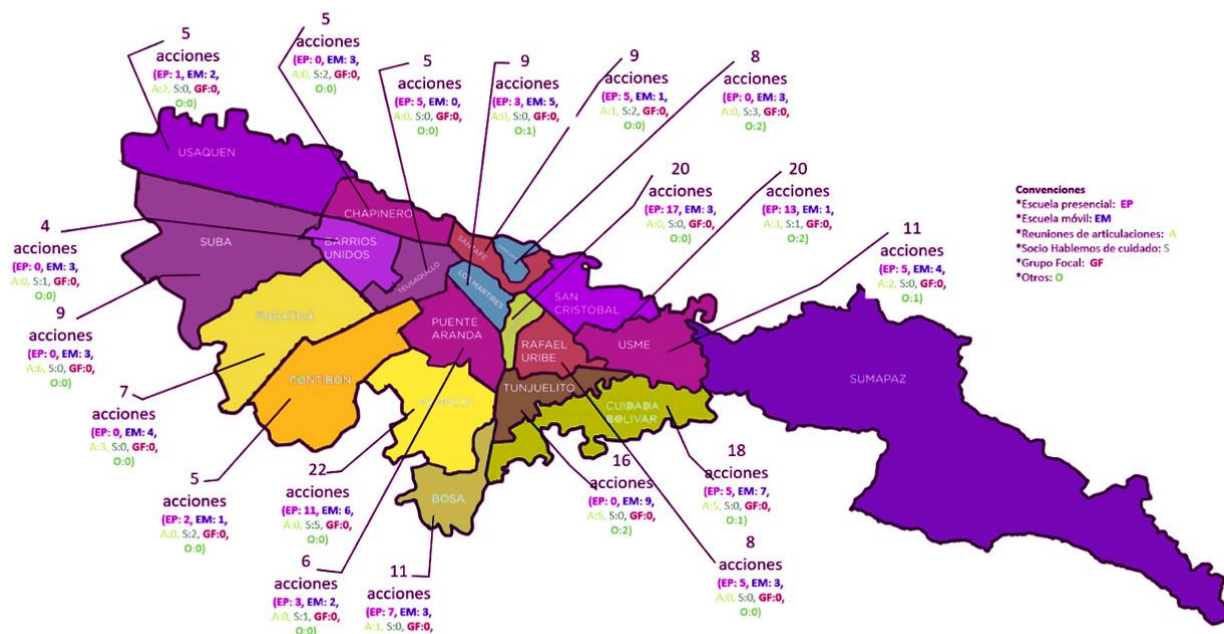 5
acciones
(EP: 1, EM: 2,
A:2, S:0, GF:0,
O:0)
5
acciones
(EP: 0, EM: 3,
A:0, S:2, GF:0,
O:0)
5
acciones
(EP: 5, EM: 0,
A:0, S:0, GF:0,
O:0)
9
acciones
(EP: 3, EM: 5,
A:0, S:0, GF:0,
O:1)
9
acciones
(EP: 5, EM: 1,
A:1, S:2, GF:0,
O:0)
8
acciones
(EP: 0, EM: 3,
A:0, S:3, GF:0,
O:2)
20
acciones
(EP: 17, EM: 3,
A:0, S:0, GF:0,
O:0)
20
acciones
(EP: 13, EM: 1,
A:3, S:1, GF:0,
O:2)
11
acciones
(EP: 5, EM: 4,
A:2, S:0, GF:0,
O:1)
Convenciones
*Escuela presencial: EP
*Escuela móvil: EM
*Reuniones de articulaciones: A
*Socio Hablemos de cuidado: S
*Grupo Focal: GF
*Otros: O
USAQUEN
CHAPINERO
SUBA
BARRIOS
UNIDOS
TEUSAQUILLO
SANTAFE
LOS MARTIRES
SAN
CRISTOBAL
PUENTE
ARANDA
RAFAEL
URIBE
USME
SUMAPAZ
FONTIBON
TUNJUELITO
CUIDADA
BOLIVAR
BOSA
4
acciones
(EP: 0, EM: 3,
A:0, S:1, GF:0,
O:0)
9
acciones
(EP: 0, EM: 3,
A:6, S:0, GF:0,
O:0)
7
acciones
(EP: 0, EM: 4,
A:3, S:0, GF:0,
O:0)
5
acciones
(EP: 2, EM: 1,
A:0, S:2, GF:0,
O:0)
22
acciones
(EP: 11, EM: 6,
A:0, S:5, GF:0,
O:0)
6
acciones
(EP: 3, EM: 2,
A:0, S:1, GF:0,
O:0)
11
acciones
(EP: 7, EM: 3,
A:1, S:0, GF:0,
16
acciones
(EP: 0, EM: 9,
A:5, S:0, GF:0,
O:2)
18
acciones
(EP: 5, EM: 7,
A:5, S:0, GF:0,
O:1)
8
acciones
(EP: 5, EM: 3,
A:0, S:0, GF:0,
O:0)